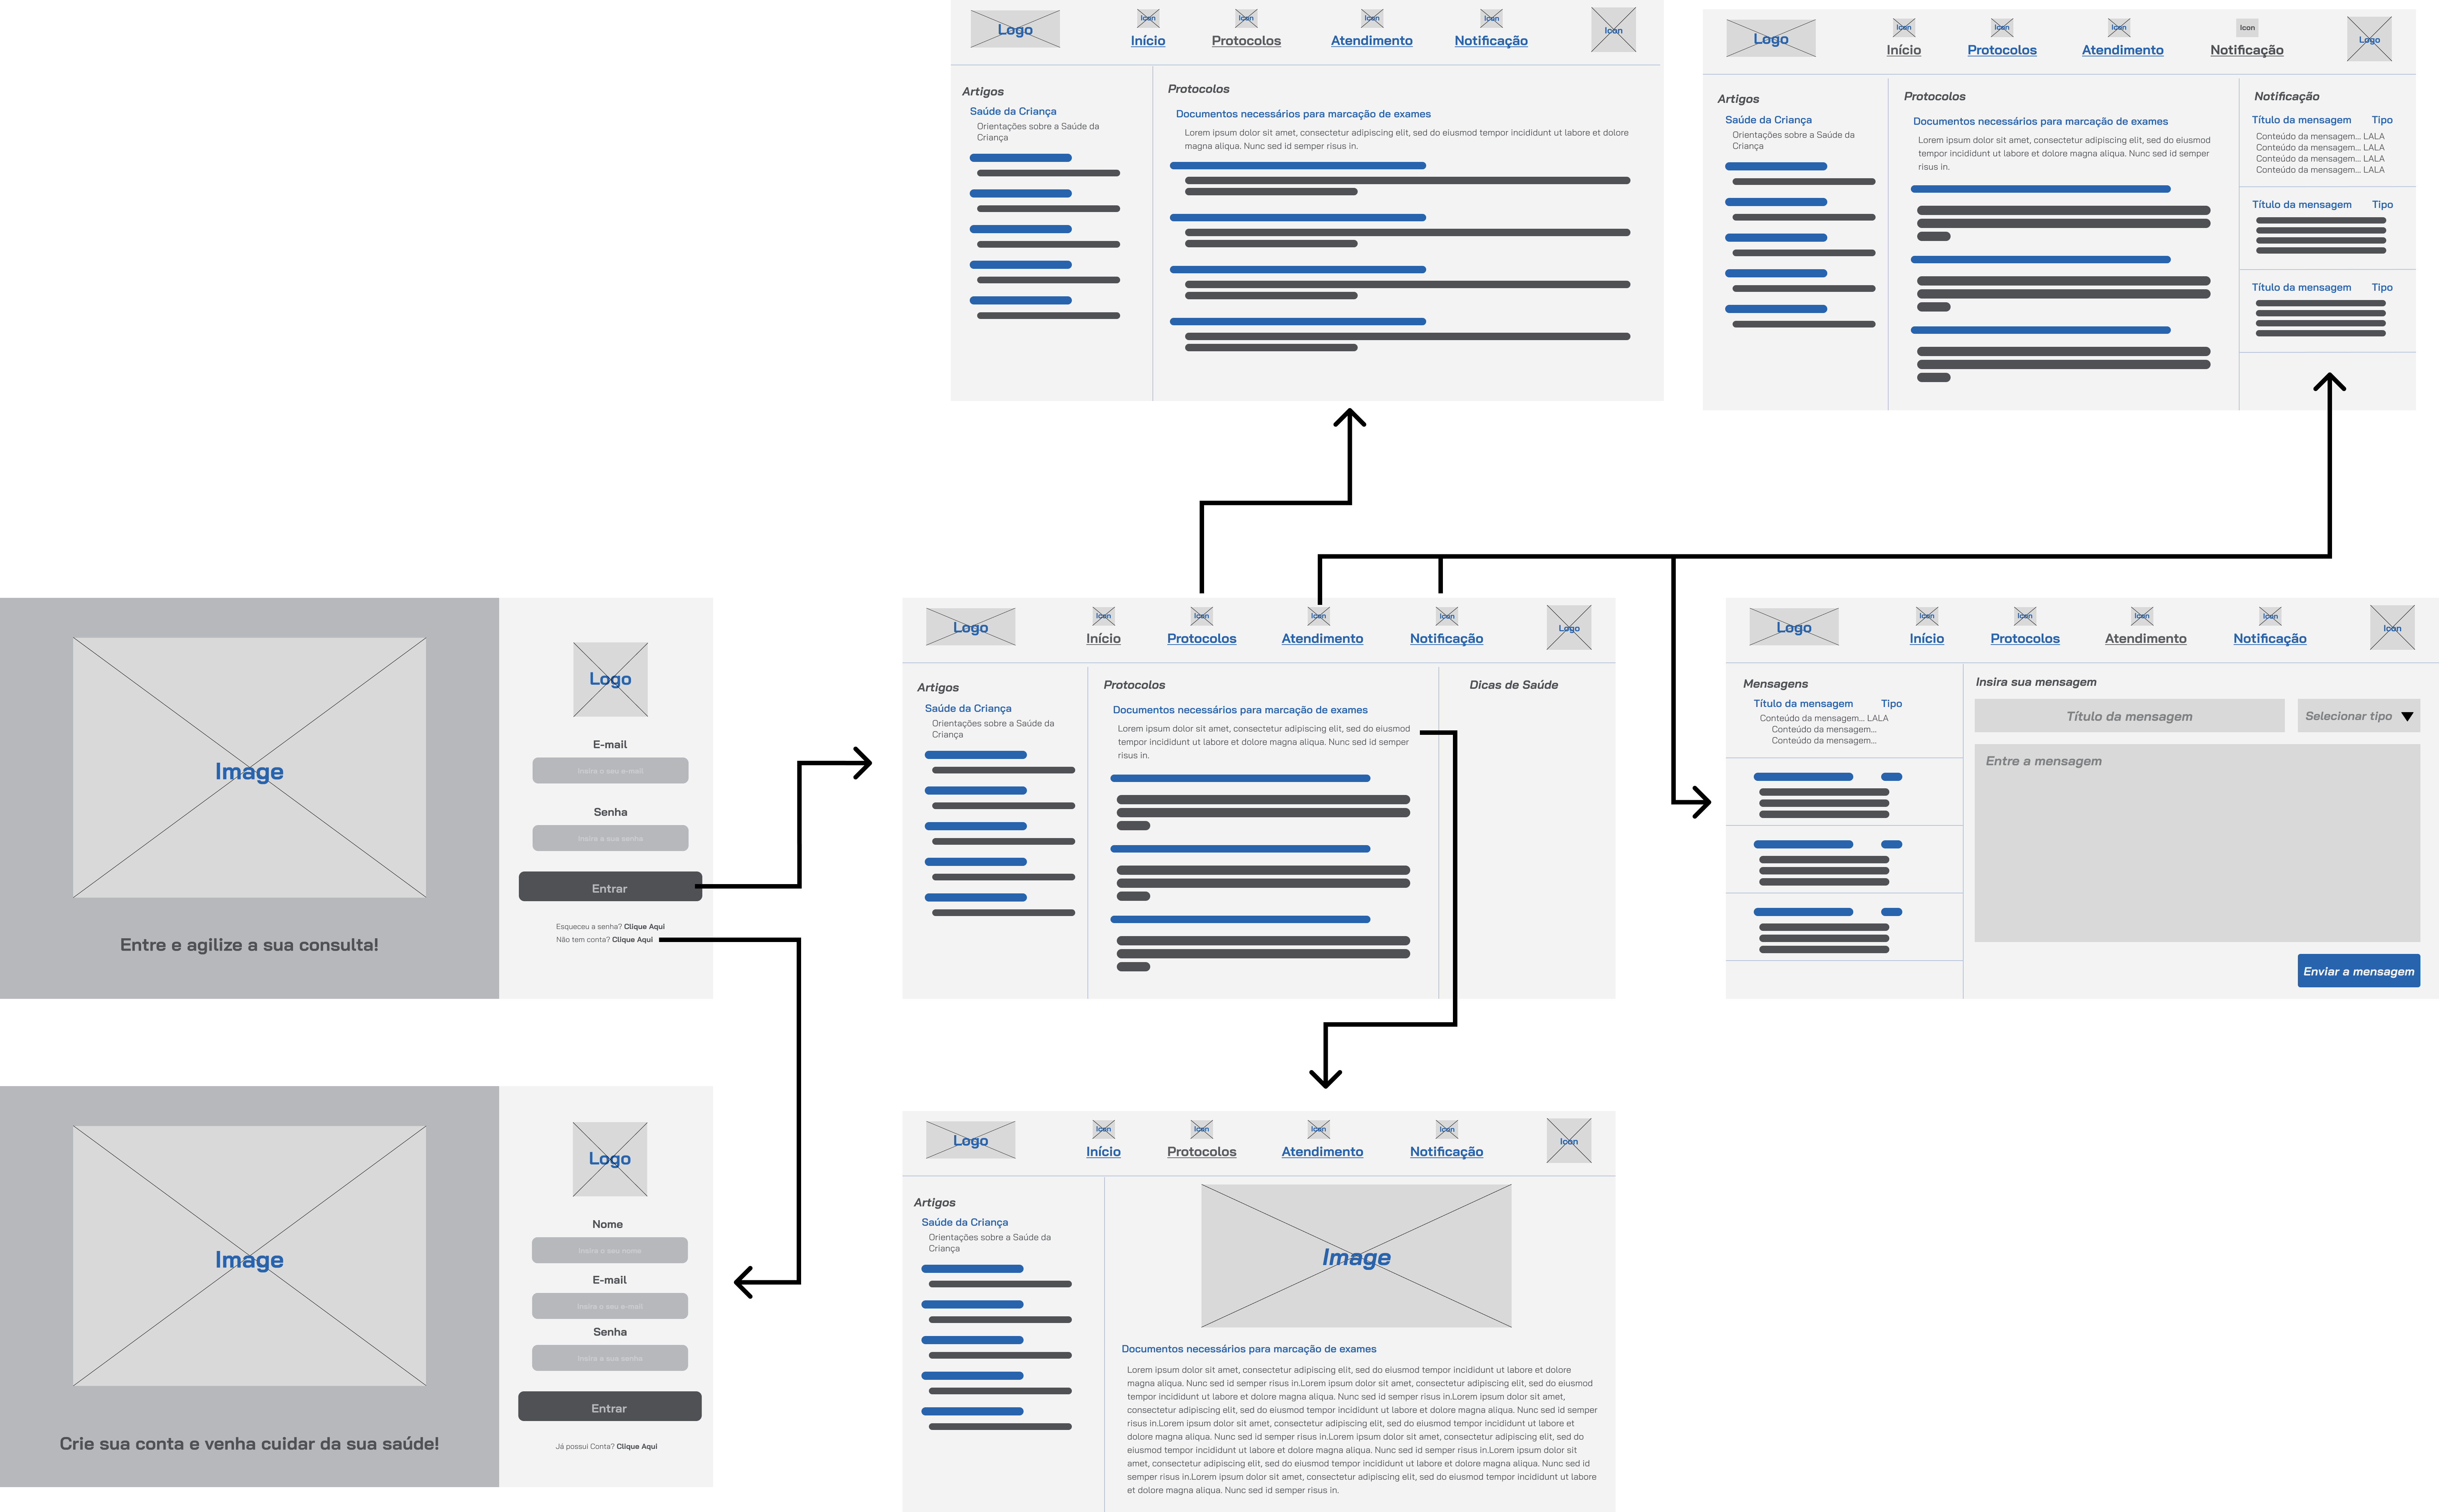 Logo
Icon
Início
Icon
Protocolos
Icon
Atendimento
Icon
Notificação
Icon
Artigos
Saúde da Criança
Orientações sobre a Saúde da
Criança
Protocolos
Documentos necessários para marcação de exames
Lorem ipsum dolor sit amet, consectetur adipiscing elit, sed do eiusmod tempor incididunt ut labore et dolore
magna aliqua. Nunc sed id semper risus in.
Logo
Icon
Início
Icon
Protocolos
Icon
Atendimento
Icon
Notificação
Logo
Artigos
Saúde da Criança
Orientações sobre a Saúde da
Criança
Protocolos
Documentos necessários para marcação de exames
Lorem ipsum dolor sit amet, consectetur adipiscing elit, sed do eiusmod
tempor incididunt ut labore et dolore magna aliqua. Nunc sed id semper
risus in.
Notificação
Título da mensagem Tipo
Conteúdo da mensagem... LALA
Conteúdo da mensagem... LALA
Conteúdo da mensagem... LALA
Conteúdo da mensagem... LALA
Título da mensagem Tipo
Título da mensagem Tipo
Image
Entre e agilize a sua consulta!
Logo
E-mail
Insira o seu e-mail
Senha
Insira a sua senha
Entrar
Esqueceu a senha? Clique Aqui
Não tem conta? Clique Aqui
Logo
Icon
Início
Icon
Protocolos
Icon
Atendimento
Icon
Notificação
Logo
Artigos
Saúde da Criança
Orientações sobre a Saúde da
Criança
Protocolos
Documentos necessários para marcação de exames
Lorem ipsum dolor sit amet, consectetur adipiscing elit, sed do eiusmod
tempor incididunt ut labore et dolore magna aliqua. Nunc sed id semper
risus in.
Dicas de Saúde
Logo
Icon
Início
Icon
Protocolos
Icon
Atendimento
Icon
Notificação
Icon
Mensagens
Título da mensagem Tipo
Conteúdo da mensagem... LALA
Conteúdo da mensagem...
Conteúdo da mensagem...
Insira sua mensagem
Título da mensagem
Selecionar tipo
Entre a mensagem
Enviar a mensagem
Image
Crie sua conta e venha cuidar da sua saúde!
Logo
Nome
Insira o seu nome
E-mail
Insira o seu e-mail
Senha
Insira a sua senha
Entrar
Já possui Conta? Clique Aqui
Logo
Icon
Início
Icon
Protocolos
Icon
Atendimento
Icon
Notificação
Icon
Artigos
Saúde da Criança
Orientações sobre a Saúde da
Criança
Image
Documentos necessários para marcação de exames
Lorem ipsum dolor sit amet, consectetur adipiscing elit, sed do eiusmod tempor incididunt ut labore et dolore
magna aliqua. Nunc sed id semper risus in.Lorem ipsum dolor sit amet, consectetur adipiscing elit, sed do eiusmod
tempor incididunt ut labore et dolore magna aliqua. Nunc sed id semper risus in.Lorem ipsum dolor sit amet,
consectetur adipiscing elit, sed do eiusmod tempor incididunt ut labore et dolore magna aliqua. Nunc sed id semper
risus in.Lorem ipsum dolor sit amet, consectetur adipiscing elit, sed do eiusmod tempor incididunt ut labore et
dolore magna aliqua. Nunc sed id semper risus in.Lorem ipsum dolor sit amet, consectetur adipiscing elit, sed do
eiusmod tempor incididunt ut labore et dolore magna aliqua. Nunc sed id semper risus in.Lorem ipsum dolor sit
amet, consectetur adipiscing elit, sed do eiusmod tempor incididunt ut labore et dolore magna aliqua. Nunc sed id
semper risus in.Lorem ipsum dolor sit amet, consectetur adipiscing elit, sed do eiusmod tempor incididunt ut labore
et dolore magna aliqua. Nunc sed id semper risus in.